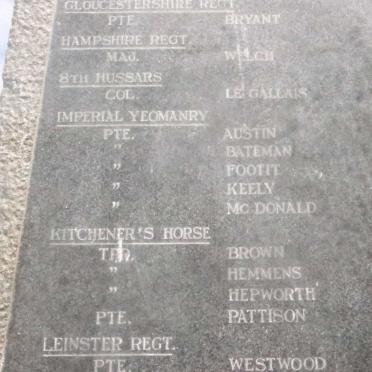 GLOUCESTERSHIRE REGT.
PTE. BRYANT
HAMPSHIRE REGT.
MAJ. WELCH
8TH HUSSARS
COL. LE GALLAIS
IMPERIAL YEOMANRY
PTE. AUSTIN
" BATEMAN
" FOOTIT
" KEELY
" MC DONALD
KITCHENER'S HORSE
TPR. BROWN
" HEMMENS
" HEPWORTH
PTE. PATTISON
LEINSTER REGT.
PTE. WESTWOOD